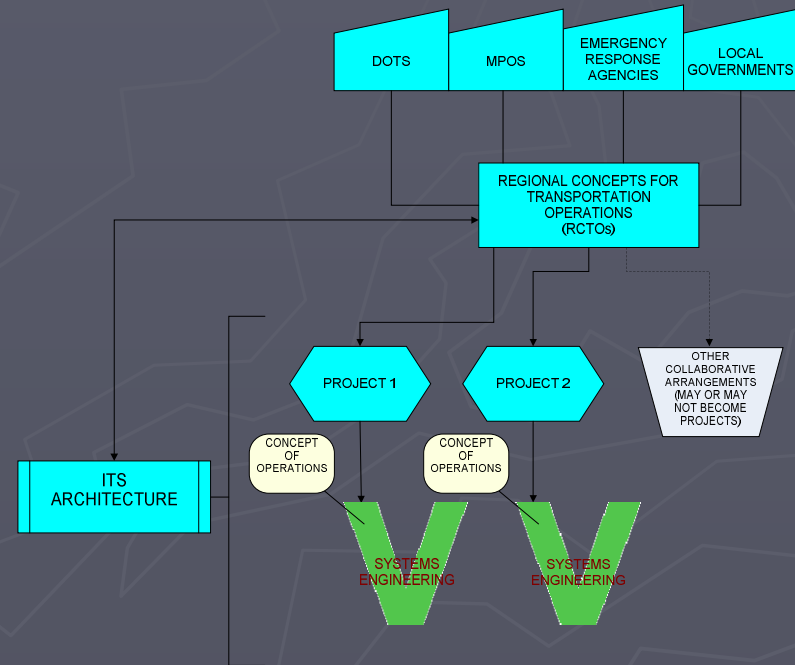 DOTS
MPOS
EMERGENCY
RESPONSE
AGENCIES
LOCAL
GOVERNMENTS
REGIONAL CONCEPTS FOR
TRANSPORTATION
OPERATIONS
(RCTOs)
PROJECT 1
PROJECT 2
OTHER
COLLABORATIVE
ARRANGEMENTS
(MAY OR MAY
NOT BECOME
PROJECTS)
CONCEPT
OF
OPERATIONS
CONCEPT
OF
OPERATIONS
ITS
ARCHITECTURE
SYSTEMS
ENGINEERING
SYSTEMS
ENGINEERING